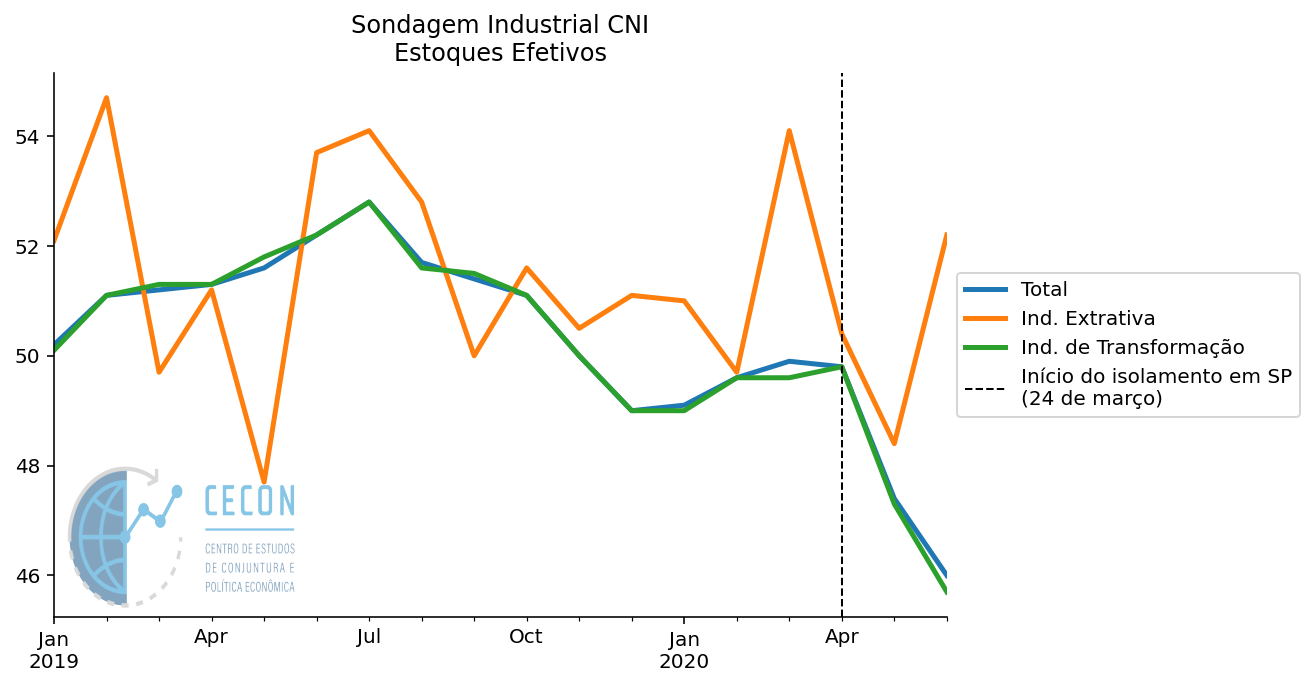 Sondagem Industrial CNI
Estoques Efetivos
54
52
50
48
46
Jan
2019
Apr
Jul
Oct
Jan
2020
Apr
Total
Ind. Extrativa
Ind. de Transformação
Início do isolamento em SP
(24 de março)
CECON
CENTRO DE ESTUDOS
DE CONJUNTURA E
POLÍTICA ECONÔMICA